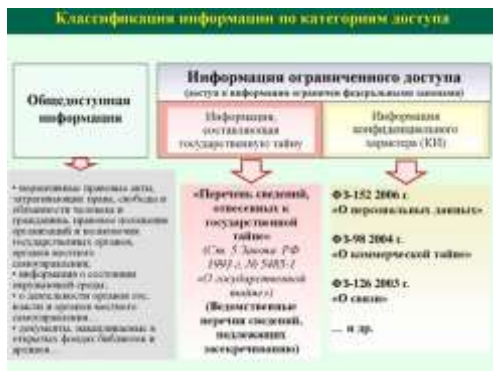 Классификация информации по категориям доступа
Общедоступная
информация
Информация ограниченного доступа
(доступ к информации ограничен федеральными законами)
Информация,
составляющая
государственную тайну
Информация
конфиденциального
характера (КИ)
• нормативные правовые акты,
затрагивающие права, свободы и
обязанности человека и
гражданина, правовое положение
организаций и полномочия
государственных органов,
органов местного
самоуправления;
• информация о состоянии
окружающей среды;
• о деятельности органов гос.
власти и органов местного
самоуправления…
• документы, накапливаемые в
открытых фондах библиотек и
архивов…
«Перечень сведений,
отнесенных к
государственной
тайне»
(Ст. 5 Закона РФ
1993 г. № 5485-1
«О государственной
тайне»)
(Ведомственные
перечни сведений,
подлежащих
засекречиванию)
ФЗ-152 2006 г.
«О персональных данных»
ФЗ-98 2004 г.
«О коммерческой тайне»
ФЗ-126 2003 г.
«О связи»
… и др.